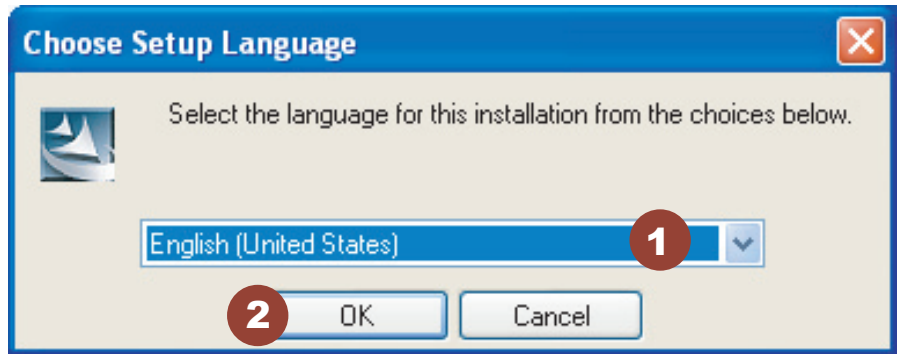 Choose Setup Language
Select the language for this installation from the choices below.
English (United States)
1
2
OK
Cancel